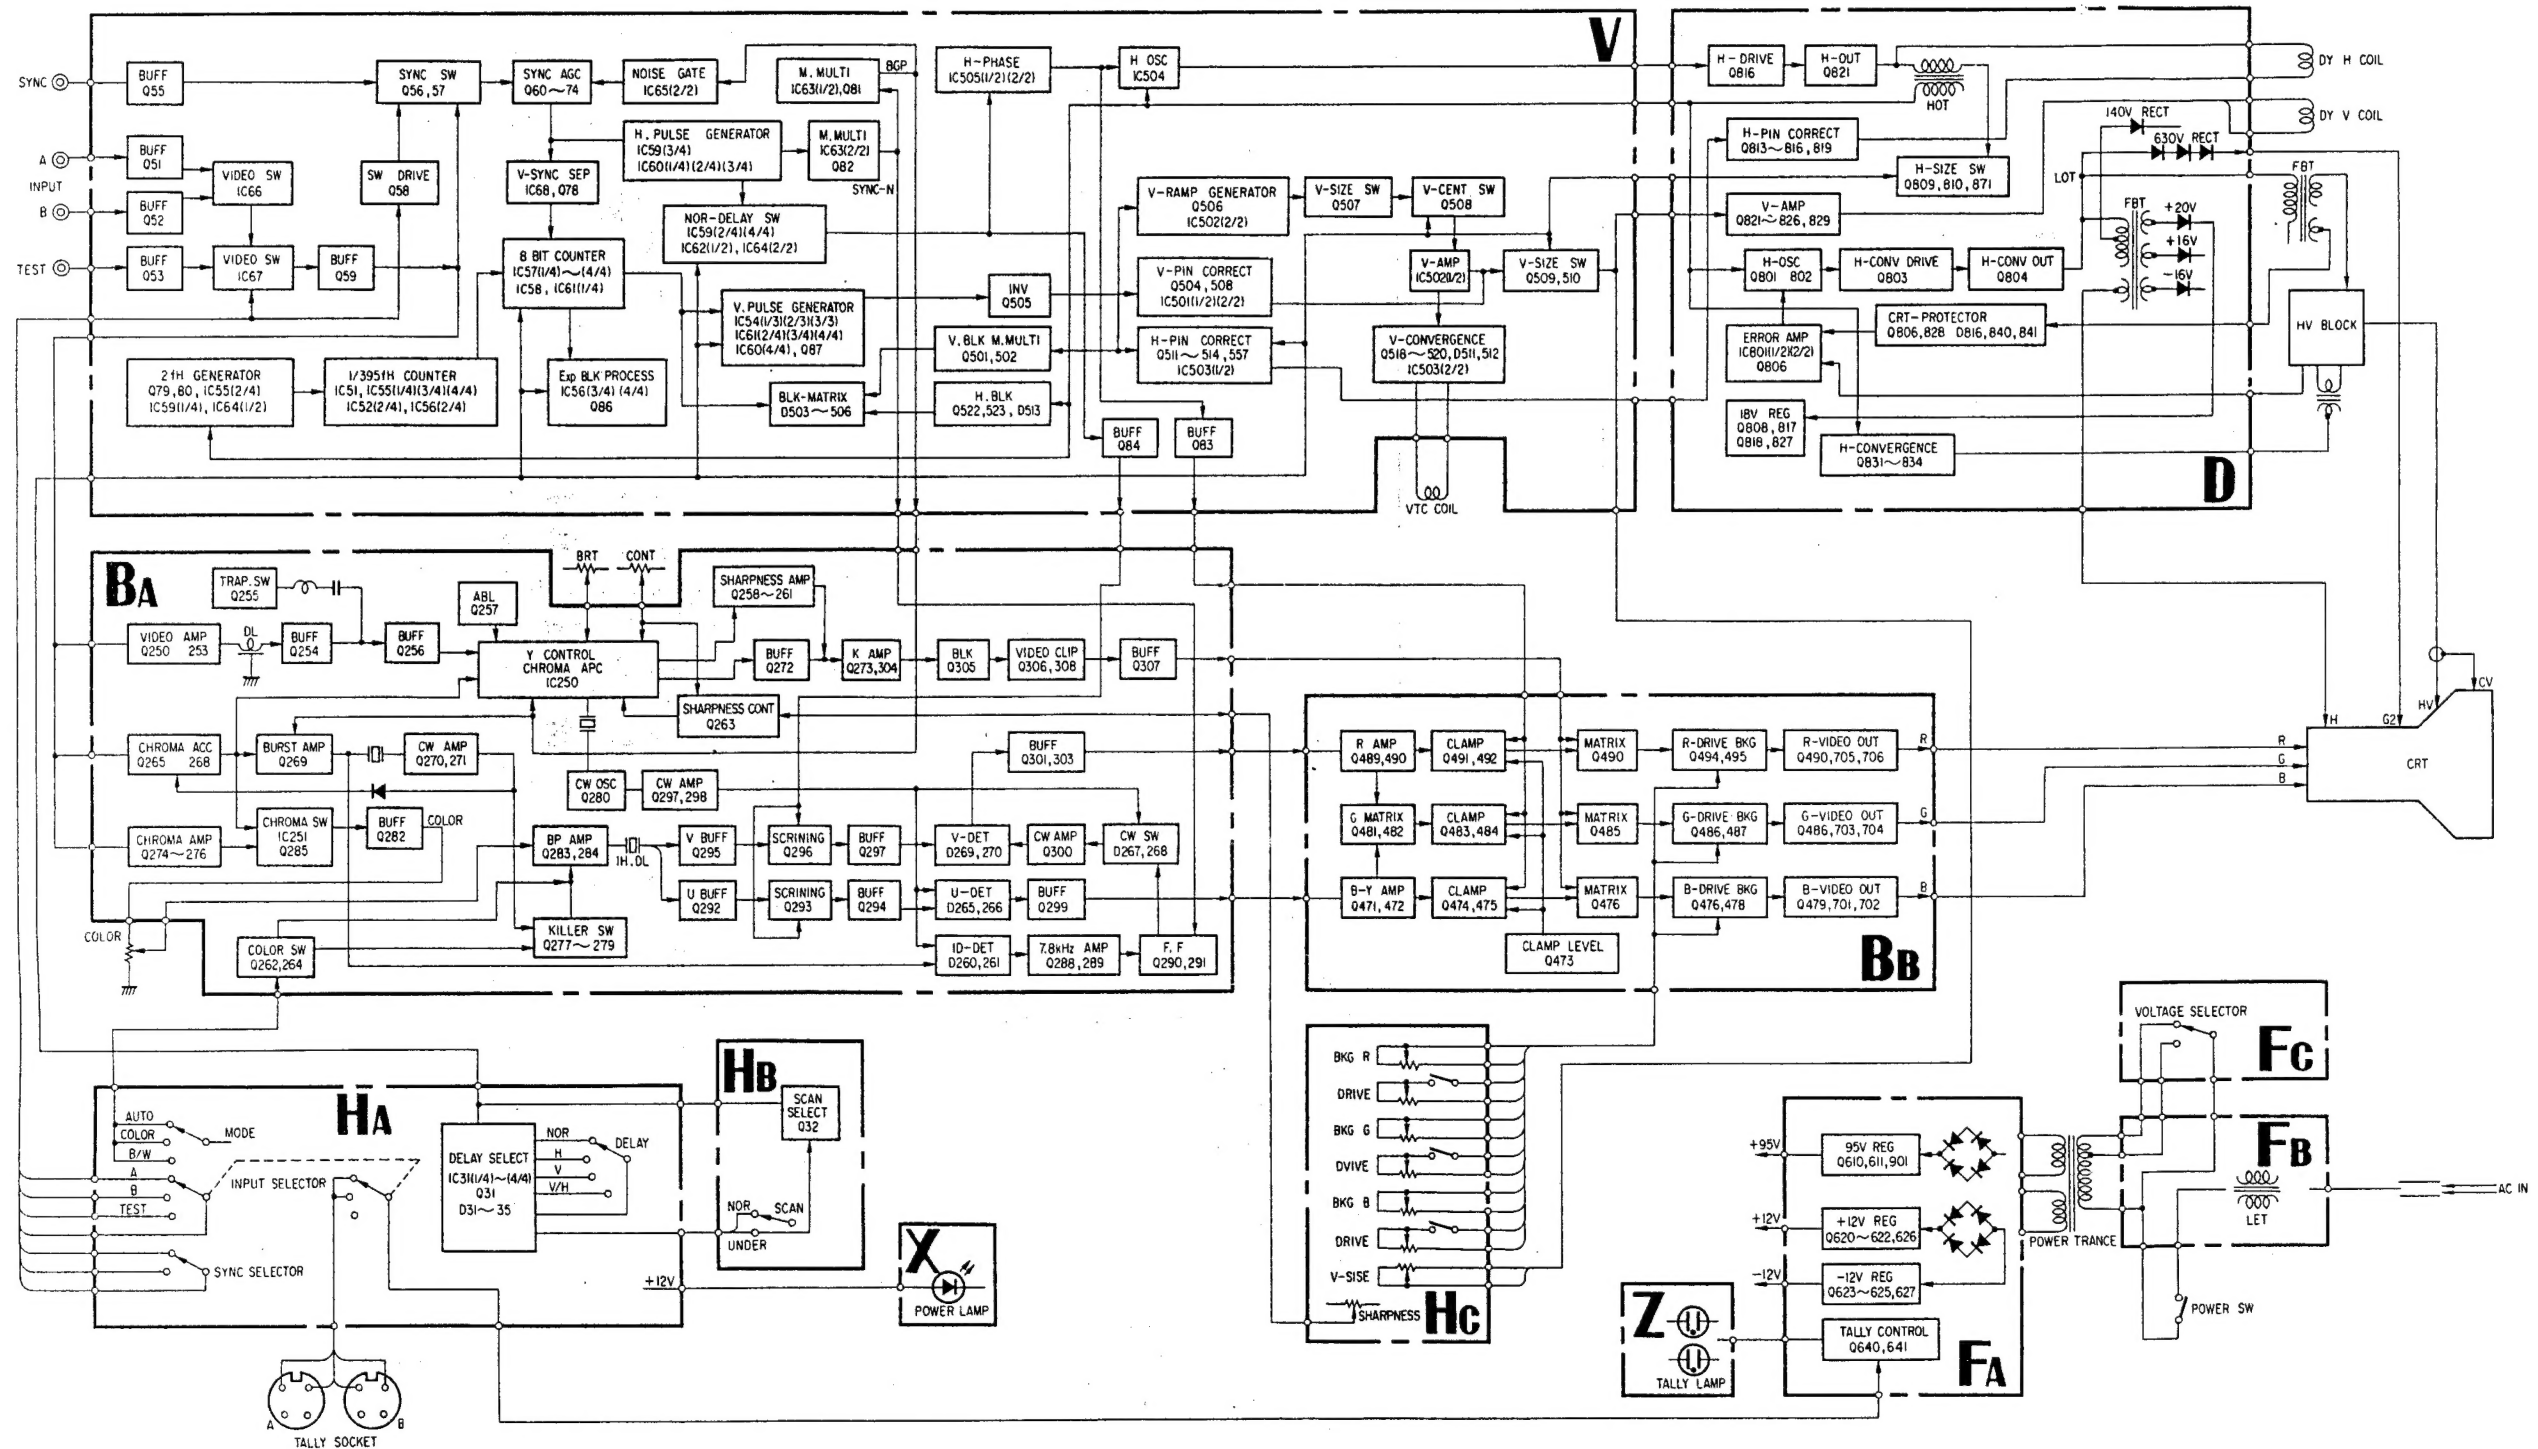 V
SYNC
BUFF
Q55
SYNC SW
Q56,57
SYNC AGC
Q60~74
NOISE GATE
IC65(2/2)
M. MULTI
IC63(1/2),Q81
BGP
H-PHASE
IC505(1/2)(2/2)
H OSC
IC504
A
INPUT
B
BUFF
Q51
BUFF
Q52
VIDEO SW
IC66
SW DRIVE
Q58
V-SYNC SEP
IC68,Q78
H. PULSE GENERATOR
IC59(3/4)
IC60(1/4)(2/4)(3/4)
M. MULTI
IC63(2/2)
Q82
SYNC-N
NOR-DELAY SW
IC59(2/4)(4/4)
IC62(1/2), IC64(2/2)
V-RAMP GENERATOR
Q506
IC502(2/2)
V-SIZE SW
Q507
V-CENT SW
Q508
TEST
BUFF
Q53
VIDEO SW
IC67
BUFF
Q59
8 BIT COUNTER
IC57(1/4)~(4/4)
IC58, IC61(1/4)
V. PULSE GENERATOR
IC54(1/3)(2/3)(3/3)
IC61(2/4)(3/4)(4/4)
IC60(4/4), Q87
INV
Q505
V-PIN CORRECT
Q504,508
IC501(1/2)(2/2)
V-AMP
IC502(1/2)
V-SIZE SW
Q509,510
2fH GENERATOR
Q79,80, IC55(2/4)
IC59(1/4), IC64(1/2)
1/395fH COUNTER
IC51, IC55(1/4)(3/4)(4/4)
IC52(2/4), IC56(2/4)
Exp BLK PROCESS
IC56(3/4) (4/4)
Q86
BLK-MATRIX
D503~506
V.BLK M.MULTI
Q501,502
H. BLK
Q522,523, D513
H-PIN CORRECT
Q511~514,557
IC503(1/2)
V-CONVERGENCE
Q518~520,D511,512
IC503(2/2)
BUFF
Q84
BUFF
Q83
VTC COIL
D
H-DRIVE
Q816
H-OUT
Q821
HOT
DY H COIL
DY V COIL
H-PIN CORRECT
Q813~816,819
H-SIZE SW
Q809,810,871
140V RECT
630V RECT
LOT
FBT
FBT
V-AMP
Q821~826,829
H-OSC
Q801 802
H-CONV DRIVE
Q803
H-CONV OUT
Q804
+20V
+16V
-16V
CRT-PROTECTOR
Q806,828 D816,840,841
ERROR AMP
IC801(1/2)(2/2)
Q806
HV BLOCK
18V REG
Q808,817
Q818,827
H-CONVERGENCE
Q831~834
BA
BRT
CONT
TRAP. SW
Q255
ABL
Q257
SHARPNESS AMP
Q258~261
VIDEO AMP
Q250 253
DL
BUFF
Q254
BUFF
Q256
Y CONTROL
CHROMA APC
IC250
BUFF
Q272
K AMP
Q273,304
BLK
Q305
VIDEO CLIP
Q306,308
BUFF
Q307
SHARPNESS CONT
Q263
CHROMA ACC
Q265 268
BURST AMP
Q269
CW AMP
Q270,271
BUFF
Q301,303
CW OSC
Q280
CW AMP
Q297,298
CHROMA AMP
Q274~276
CHROMA SW
IC251
Q285
BUFF
Q282
COLOR
BP AMP
Q283,284
1H.DL
V BUFF
Q295
SCRINING
Q296
BUFF
Q297
V-DET
D269,270
CW AMP
Q300
CW SW
D267,268
U BUFF
Q292
SCRINING
Q293
BUFF
Q294
U-DET
D265,266
BUFF
Q299
COLOR
COLOR SW
Q262,264
KILLER SW
Q277~279
ID-DET
D260,261
7.8kHz AMP
Q288,289
F. F
Q290,291
BB
R AMP
Q489,490
CLAMP
Q491,492
MATRIX
Q490
R-DRIVE BKG
Q494,495
R-VIDEO OUT
Q490,705,706
R
G MATRIX
Q481,482
CLAMP
Q483,484
MATRIX
Q485
G-DRIVE BKG
Q486,487
G-VIDEO OUT
Q486,703,704
G
B-Y AMP
Q471,472
CLAMP
Q474,475
MATRIX
Q476
B-DRIVE BKG
Q476,478
B-VIDEO OUT
Q479,701,702
B
CLAMP LEVEL
Q473
CV
HV
G2
H
R
G
B
CRT
HA
AUTO
COLOR
B/W
MODE
A
B
TEST
INPUT SELECTOR
SYNC SELECTOR
DELAY SELECT
IC31(1/4)~(4/4)
Q31
D31~35
NOR
H
V
V/H
DELAY
+12V
HB
SCAN
SELECT
Q32
NOR
SCAN
UNDER
X
POWER LAMP
A
B
TALLY SOCKET
HC
BKG R
DRIVE
BKG G
DVIVE
BKG B
DRIVE
V-SISE
SHARPNESS
Z
TALLY LAMP
FA
+95V
95V REG
Q610,611,901
+12V
+12V REG
Q620~622,626
-12V
-12V REG
Q623~625,627
TALLY CONTROL
Q640,641
POWER TRANCE
FC
VOLTAGE SELECTOR
FB
LET
AC IN
POWER SW